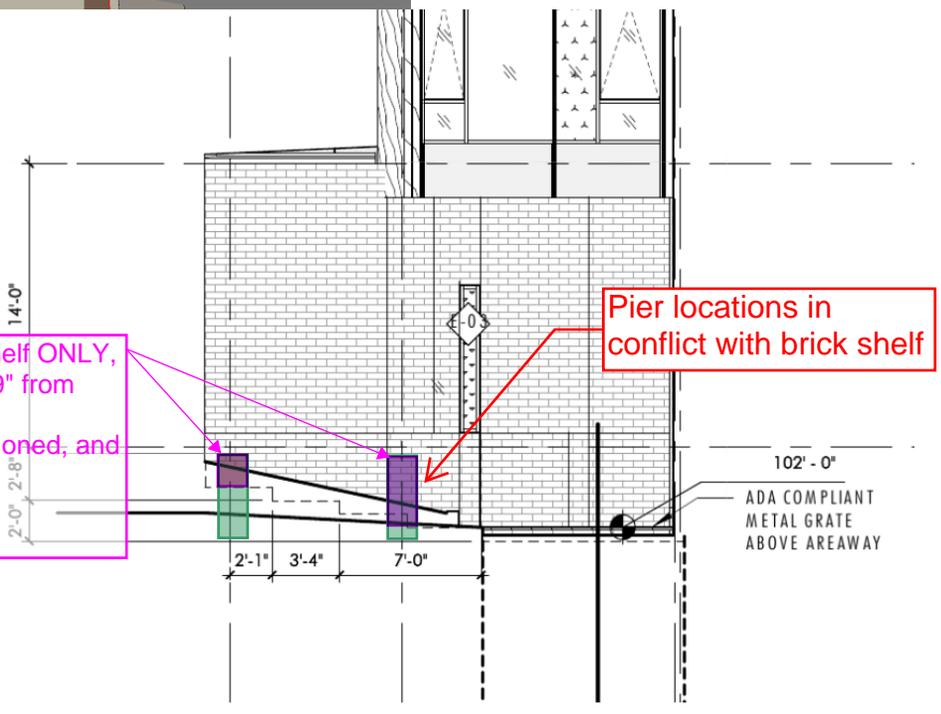 14'-0"
2'-8"
2'-0"
elf ONLY,
9" from
oned, and
Pier locations in
conflict with brick shelf
102' - 0"
ADA COMPLIANT
METAL GRATE
ABOVE AREAWAY
2'-1" 3'-4" 7'-0"